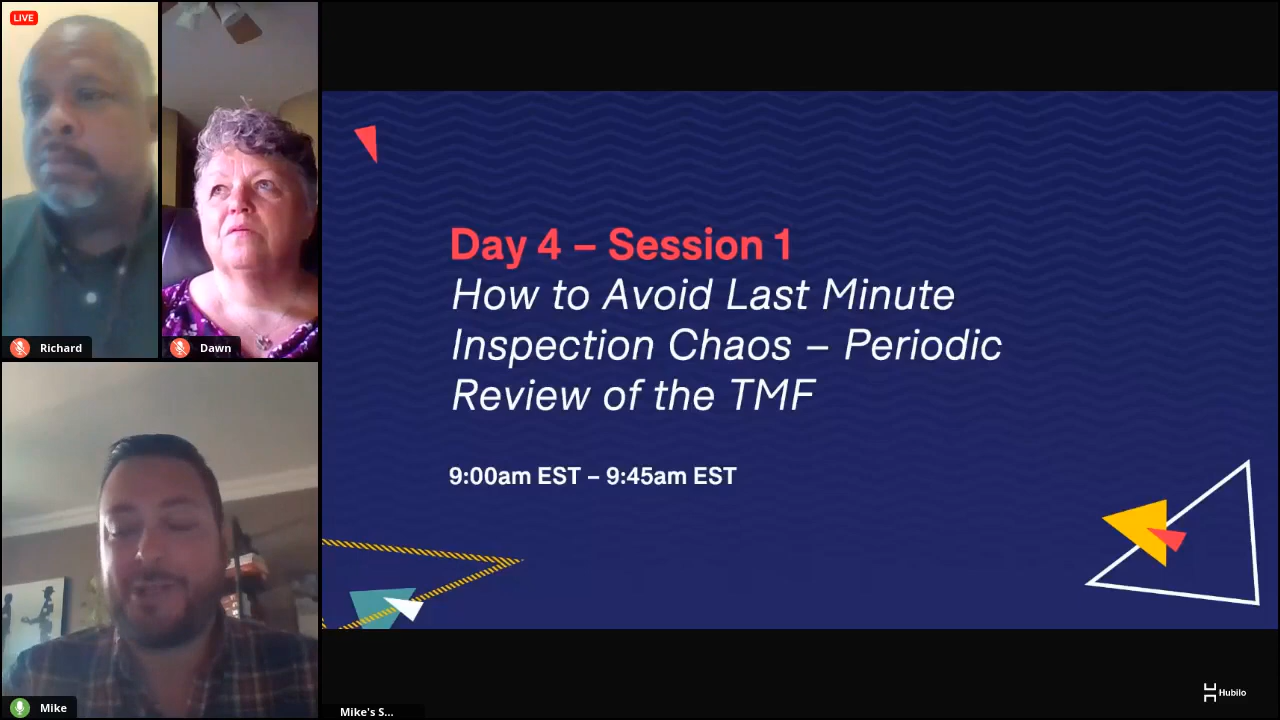 LIVE
Richard
Dawn
Mike
Day 4 – Session 1
How to Avoid Last Minute
Inspection Chaos – Periodic
Review of the TMF
9:00am EST – 9:45am EST
Mike's S...
Hubilo